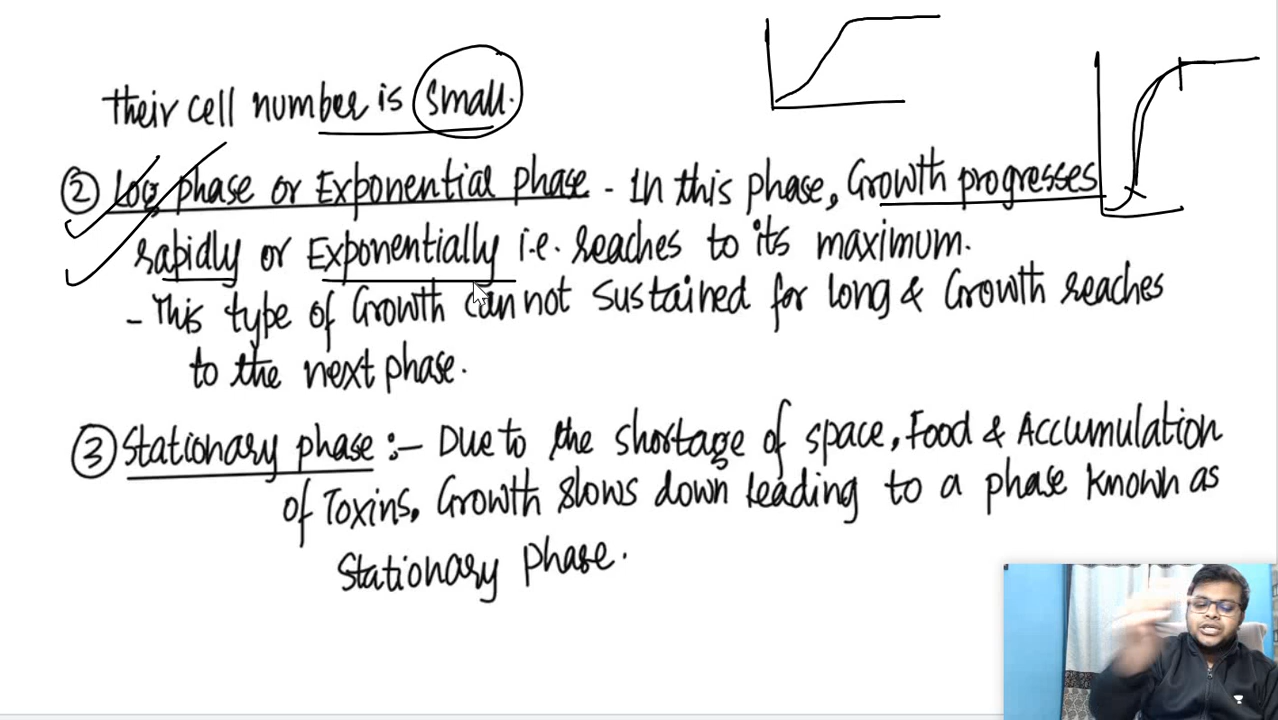 their cell number is small.
② Log phase or Exponential phase - In this phase, Growth progresses
rapidly or Exponentially i.e. reaches to its maximum.
- This type of Growth cannot sustained for long & Growth reaches
to the next phase.
③ Stationary phase :- Due to the shortage of space, Food & Accumulation
of Toxins, Growth slows down leading to a phase known as
Stationary phase.